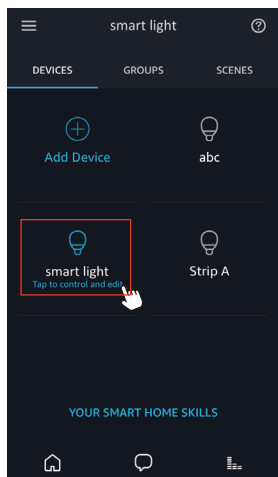 smart light
DEVICES GROUPS SCENES
Add Device abc
smart light Strip A
Tap to control and edit
YOUR SMART HOME SKILLS